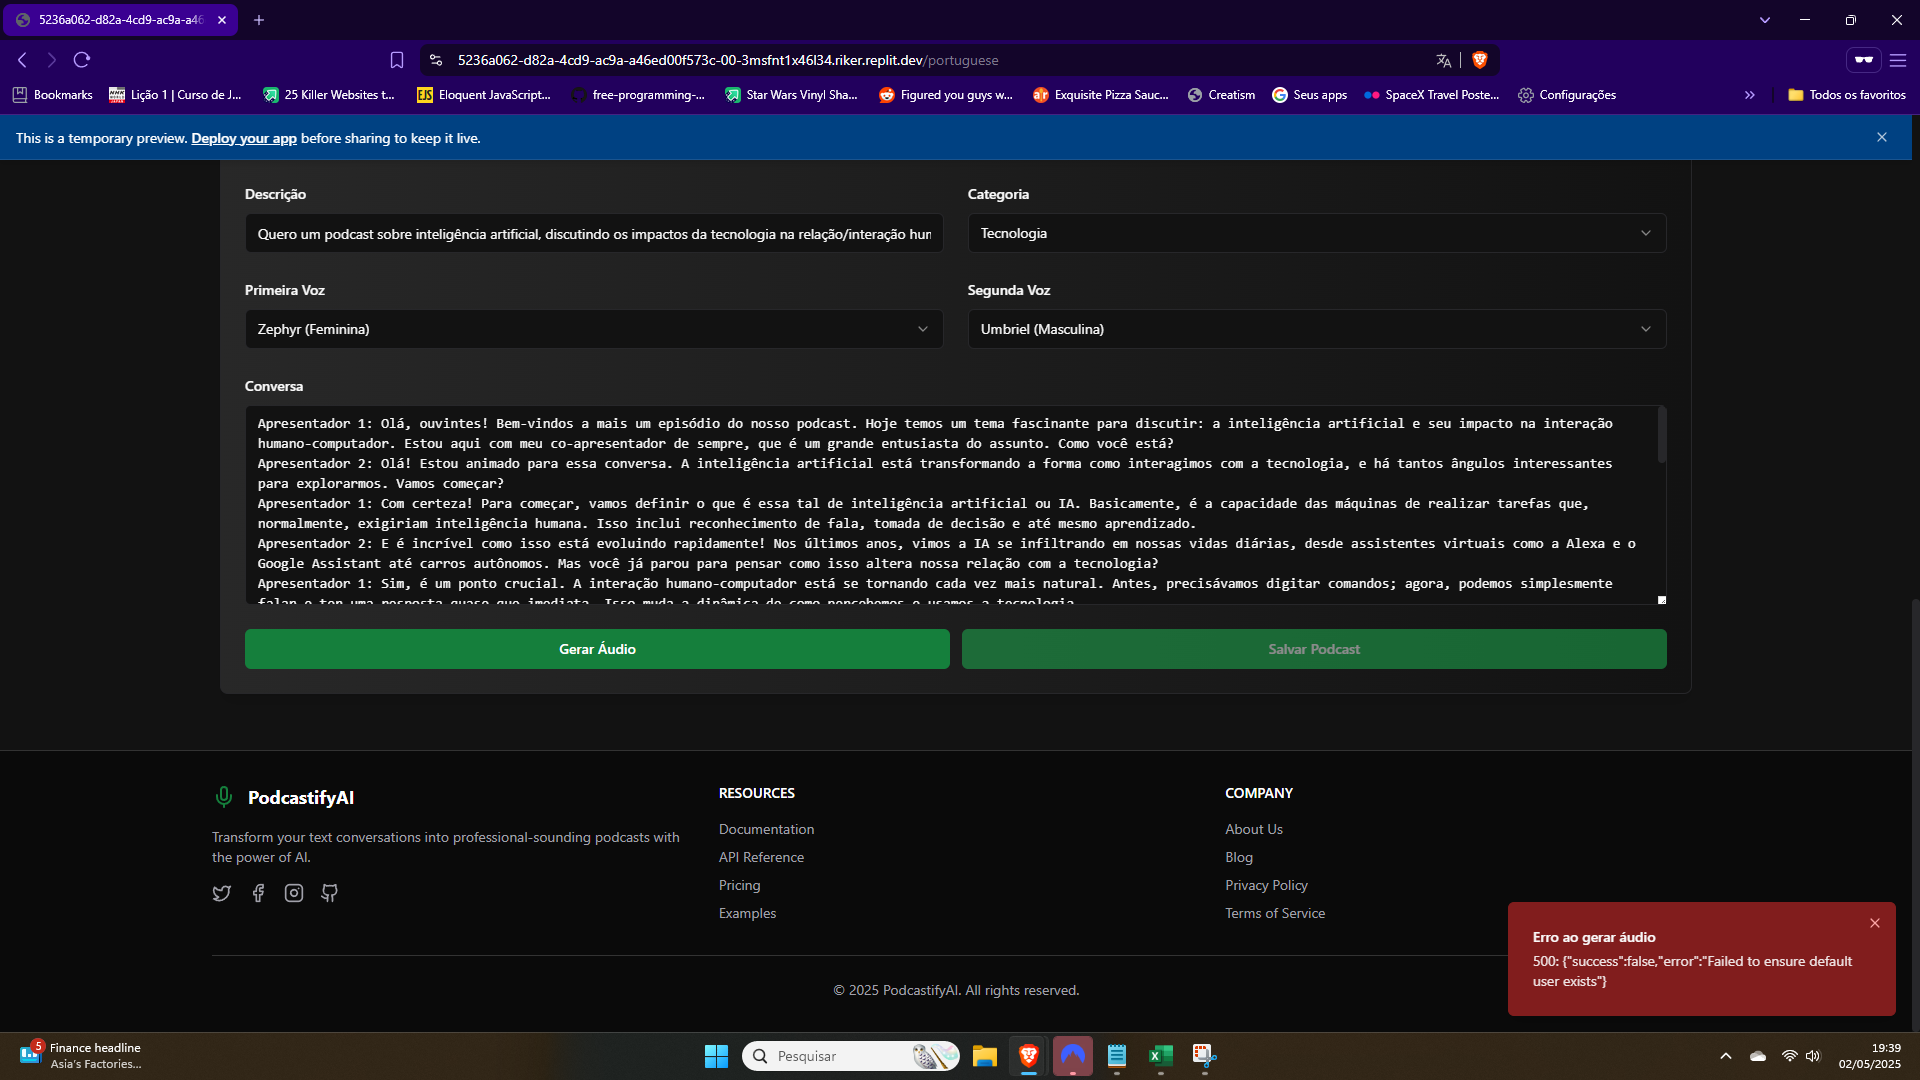 5236a062-d82a-4cd9-ac9a-a46
5236a062-d82a-4cd9-ac9a-a46ed00f573c-00-3msfnt1x46l34.riker.replit.dev/portuguese
Bookmarks
Lição 1 | Curso de J...
25 Killer Websites t...
Eloquent JavaScript...
free-programming-...
Star Wars Vinyl Sha...
Figured you guys w...
Exquisite Pizza Sauc...
Creatism
Seus apps
SpaceX Travel Poste...
Configurações
Todos os favoritos
This is a temporary preview. Deploy your app before sharing to keep it live.
Descrição
Categoria
Quero um podcast sobre inteligência artificial, discutindo os impactos da tecnologia na relação/interação hum
Tecnologia
Primeira Voz
Segunda Voz
Zephyr (Feminina)
Umbriel (Masculina)
Conversa
Apresentador 1: Olá, ouvintes! Bem-vindos a mais um episódio do nosso podcast. Hoje temos um tema fascinante para discutir: a inteligência artificial e seu impacto na interação
humano-computador. Estou aqui com meu co-apresentador de sempre, que é um grande entusiasta do assunto. Como você está?
Apresentador 2: Olá! Estou animado para essa conversa. A inteligência artificial está transformando a forma como interagimos com a tecnologia, e há tantos ângulos interessantes
para explorarmos. Vamos começar?
Apresentador 1: Com certeza! Para começar, vamos definir o que é essa tal de inteligência artificial ou IA. Basicamente, é a capacidade das máquinas de realizar tarefas que,
normalmente, exigiriam inteligência humana. Isso inclui reconhecimento de fala, tomada de decisão e até mesmo aprendizado.
Apresentador 2: E é incrível como isso está evoluindo rapidamente! Nos últimos anos, vimos a IA se infiltrando em nossas vidas diárias, desde assistentes virtuais como a Alexa e o
Google Assistant até carros autônomos. Mas você já parou para pensar como isso altera nossa relação com a tecnologia?
Apresentador 1: Sim, é um ponto crucial. A interação humano-computador está se tornando cada vez mais natural. Antes, precisávamos digitar comandos; agora, podemos simplesmente
falar e ter uma resposta quase que imediata. Isso muda a dinâmica de como percebemos e usamos a tecnologia.
Gerar Áudio
Salvar Podcast
PodcastifyAI
Transform your text conversations into professional-sounding podcasts with
the power of AI.
RESOURCES
Documentation
API Reference
Pricing
Examples
COMPANY
About Us
Blog
Privacy Policy
Terms of Service
© 2025 PodcastifyAI. All rights reserved.
Erro ao gerar áudio
500: {"success":false,"error":"Failed to ensure default
user exists"}
5
Finance headline
Asia's Factories...
Pesquisar
19:39
02/05/2025